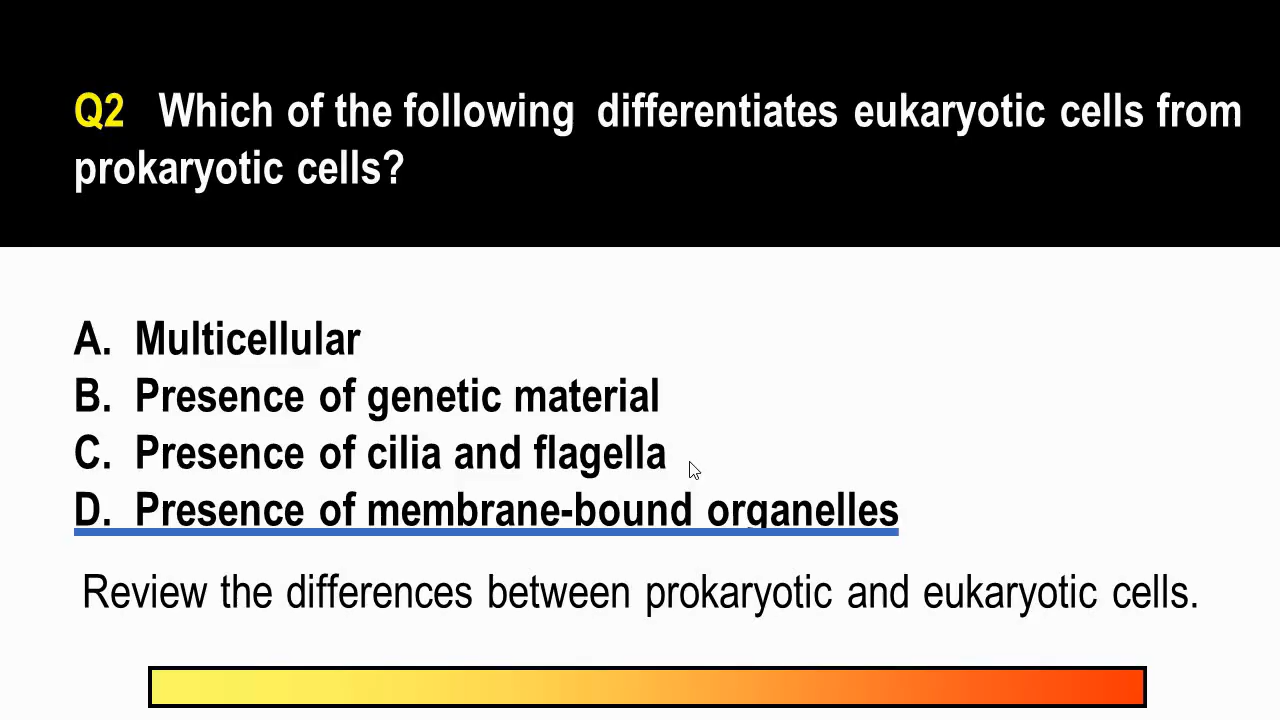 Q2 Which of the following differentiates eukaryotic cells from
prokaryotic cells?
A. Multicellular
B. Presence of genetic material
C. Presence of cilia and flagella
D. Presence of membrane-bound organelles
Review the differences between prokaryotic and eukaryotic cells.